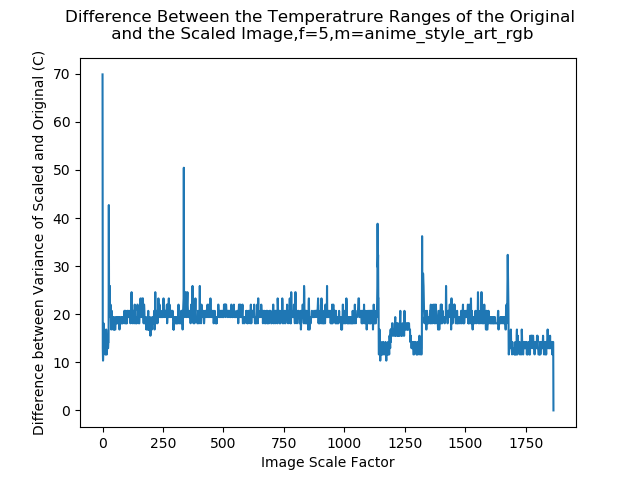 Difference Between the Temperatrure Ranges of the Original
and the Scaled Image,f=5,m=anime_style_art_rgb
Difference between Variance of Scaled and Original (C)
70
60
50
40
30
20
10
0
0 250 500 750 1000 1250 1500 1750
Image Scale Factor